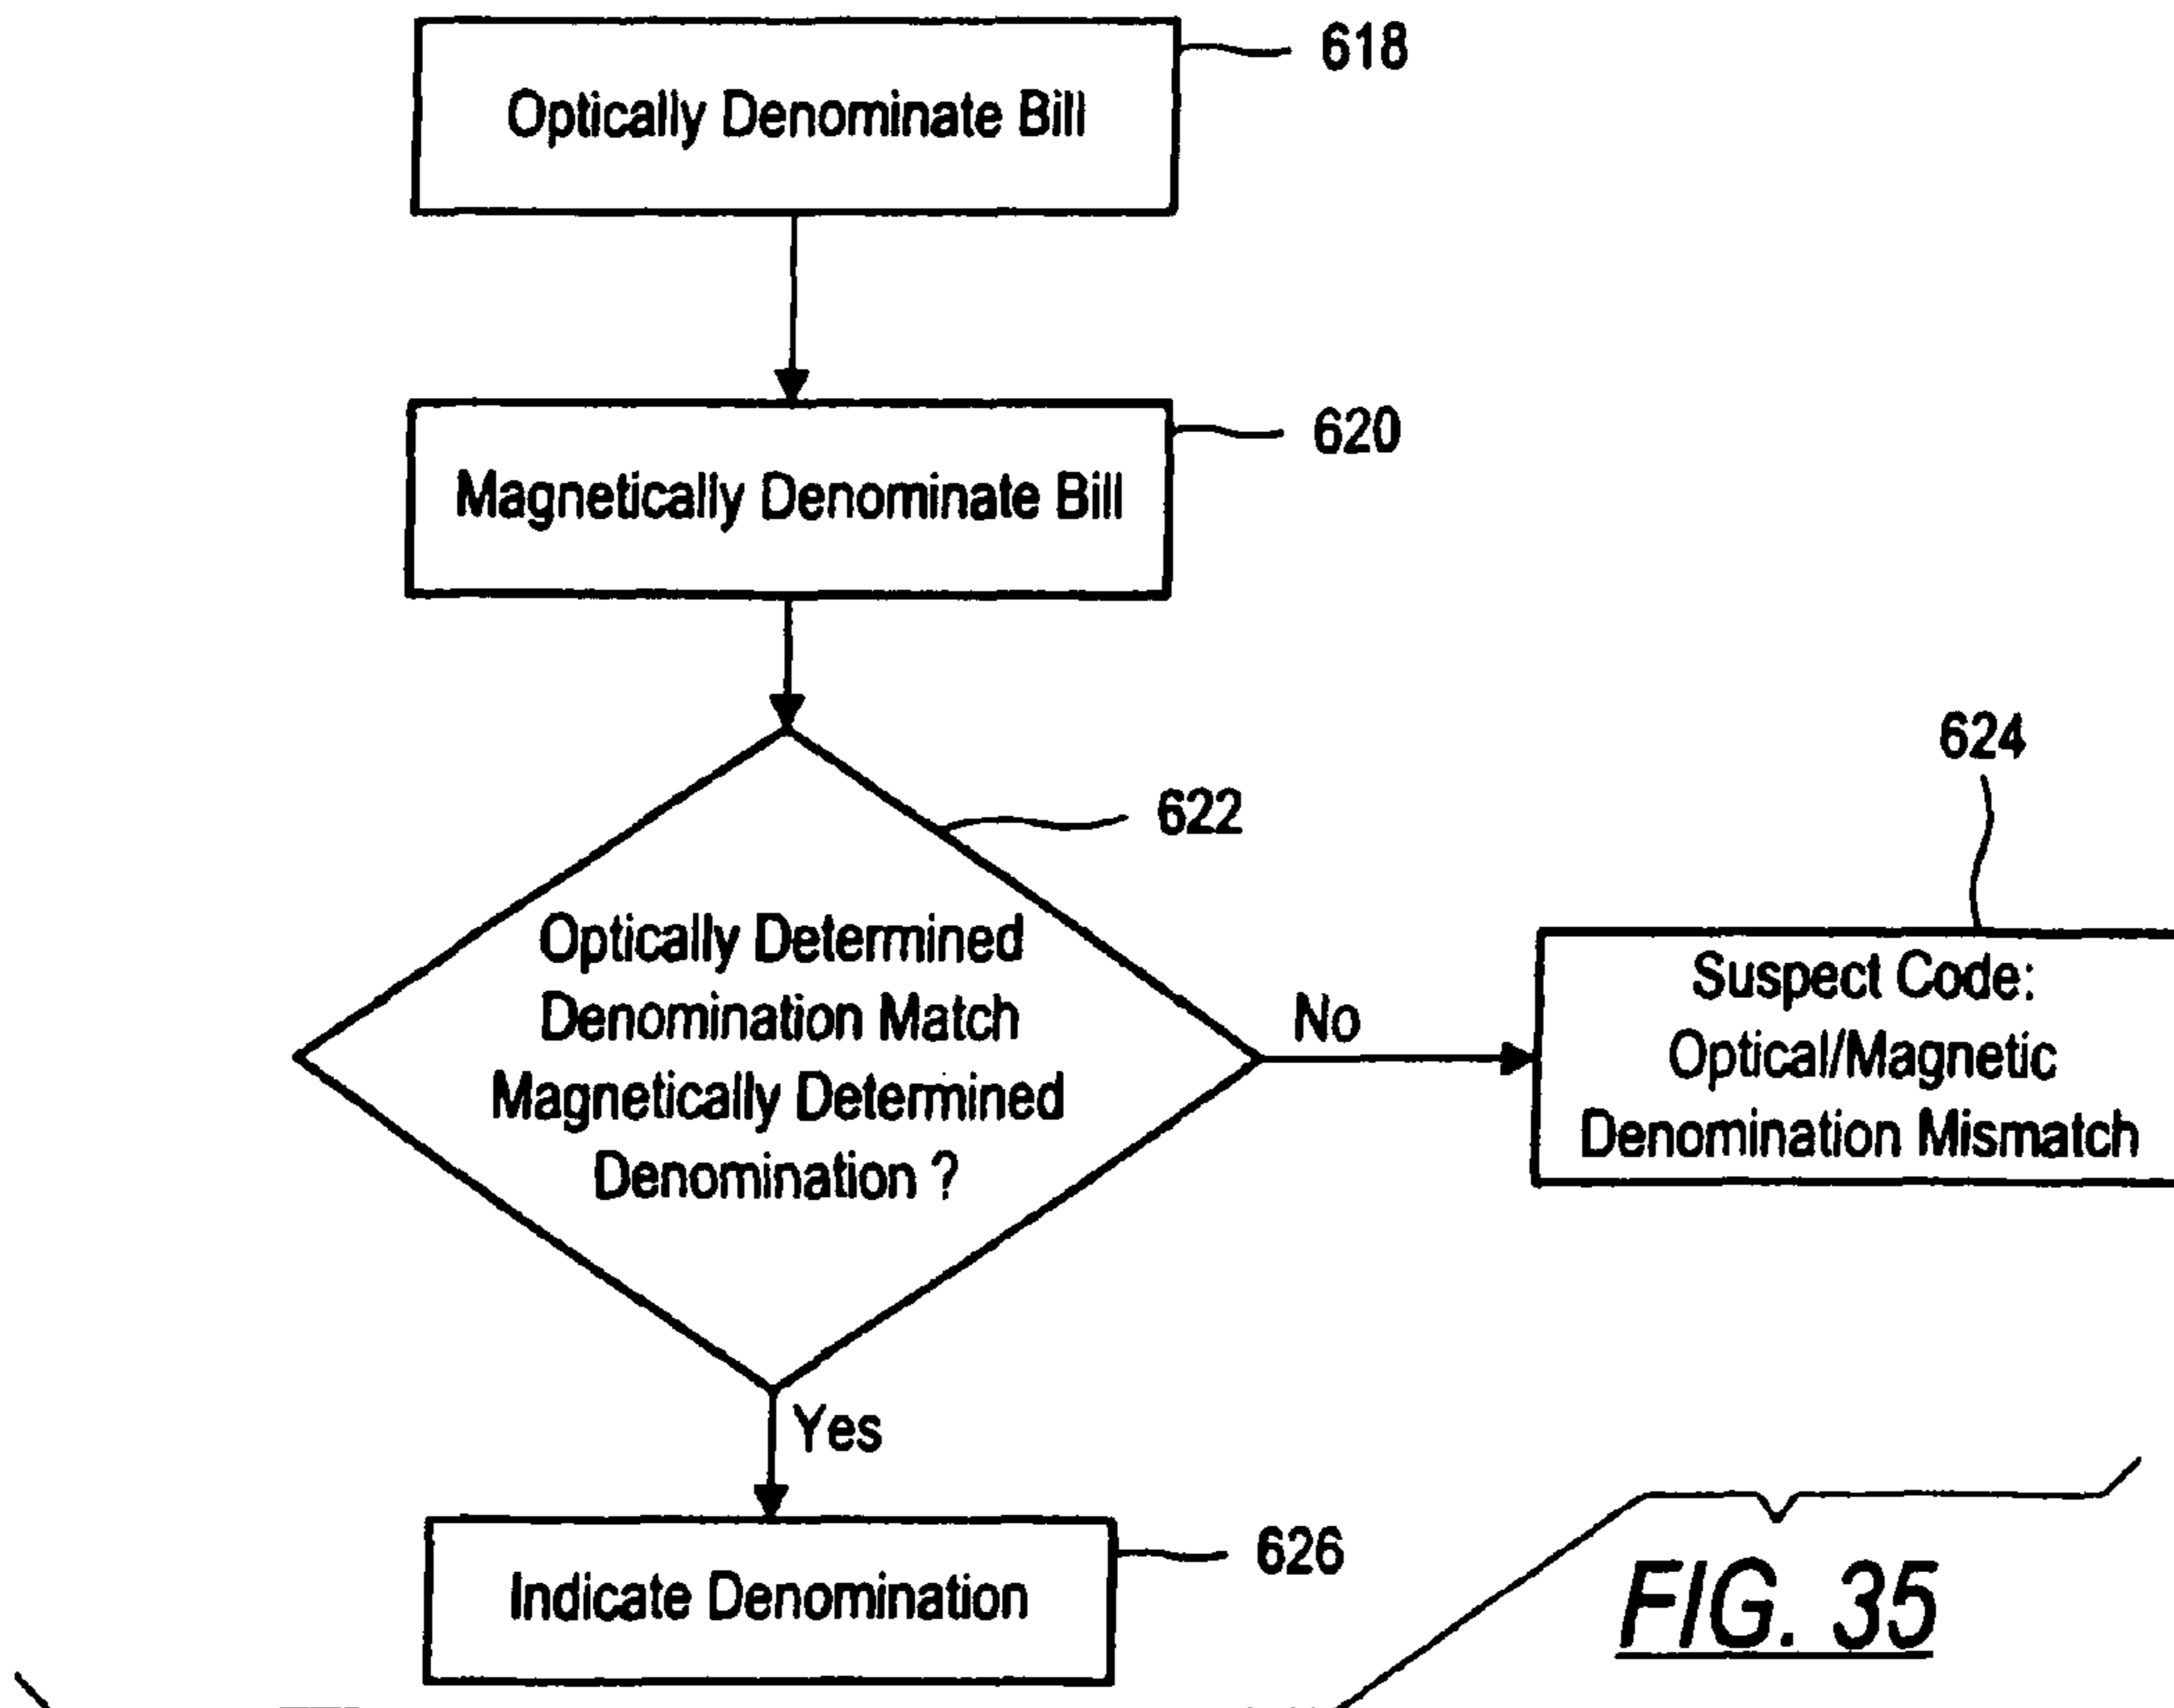 618
Optically Denominate Bill
620
Magnetically Denominate Bill
624
622
Optically Determined
Denomination Match
Magnetically Determined
Denomination ?
No
Suspect Code:
Optical/Magnetic
Denomination Mismatch
Yes
626
Indicate Denomination
FIG. 35